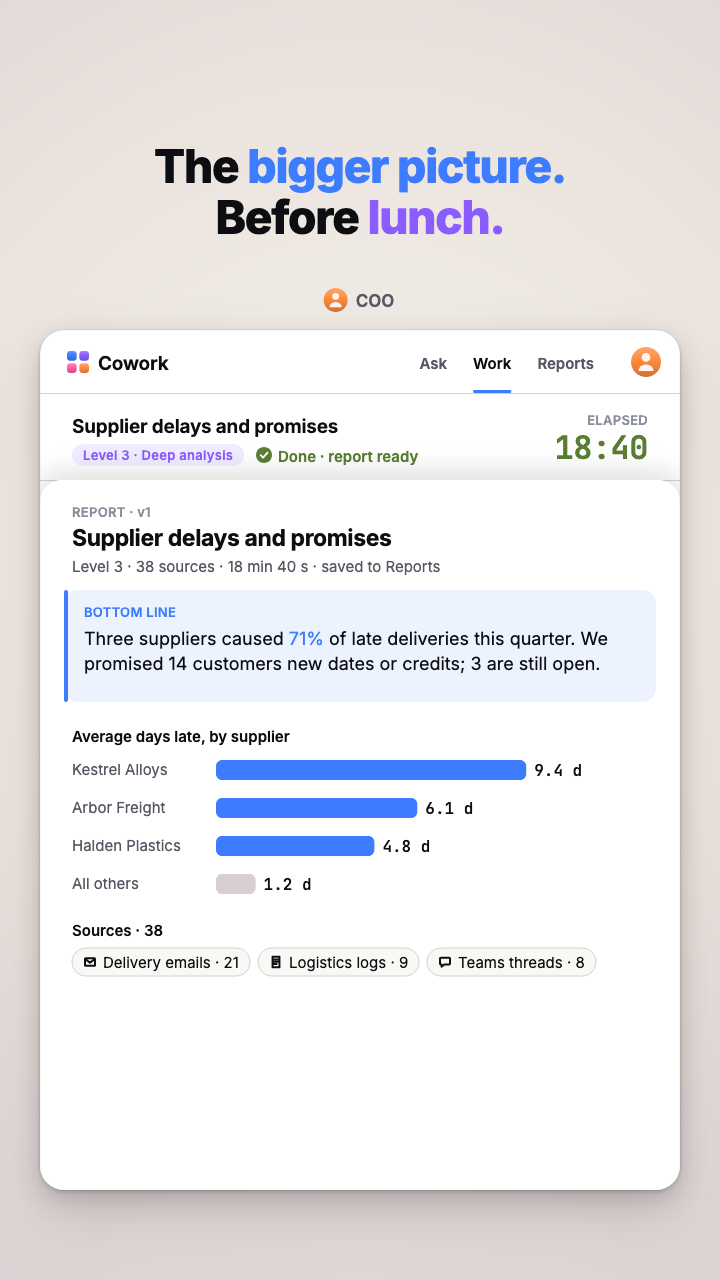 The bigger picture.
Before lunch.
COO
Cowork
Ask
Work
Reports
Supplier delays and promises
Level 3 · Deep analysis
Done · report ready
ELAPSED
18:40
REPORT · v1
Supplier delays and promises
Level 3 · 38 sources · 18 min 40 s · saved to Reports
BOTTOM LINE
Three suppliers caused 71% of late deliveries this quarter. We
promised 14 customers new dates or credits; 3 are still open.
Average days late, by supplier
Kestrel Alloys 9.4 d
Arbor Freight 6.1 d
Halden Plastics 4.8 d
All others 1.2 d
Sources · 38
Delivery emails · 21
Logistics logs · 9
Teams threads · 8